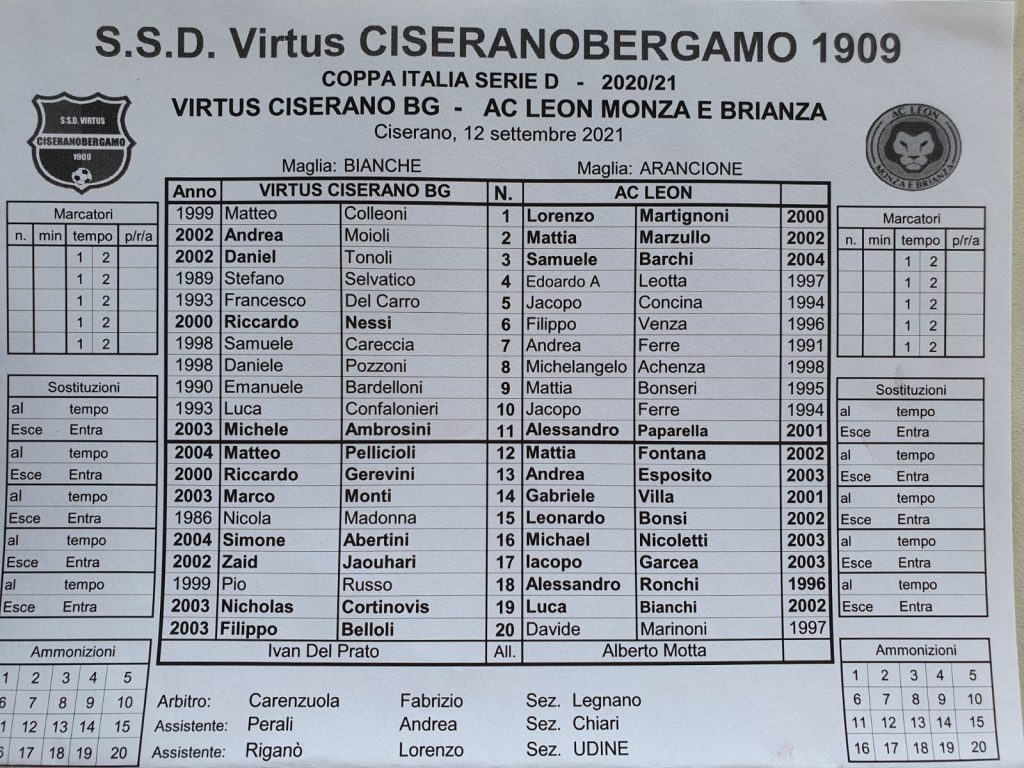 S.S.D. Virtus CISERANOBERGAMO 1909
COPPA ITALIA SERIE D - 2020/21
VIRTUS CISERANO BG - AC LEON MONZA E BRIANZA
Ciserano, 12 settembre 2021
S.S.D. VIRTUS
CISERANOBERGAMO
1909
AC LEON
MONZA E BRIANZA
Maglia: BIANCHE Maglia: ARANCIONE
Anno VIRTUS CISERANO BG N. AC LEON
1999 Matteo Colleoni 1 Lorenzo Martignoni 2000
2002 Andrea Moioli 2 Mattia Marzullo 2002
2002 Daniel Tonoli 3 Samuele Barchi 2004
1989 Stefano Selvatico 4 Edoardo A Leotta 1997
1993 Francesco Del Carro 5 Jacopo Concina 1994
2000 Riccardo Nessi 6 Filippo Venza 1996
1998 Samuele Careccia 7 Andrea Ferre 1991
1998 Daniele Pozzoni 8 Michelangelo Achenza 1998
1990 Emanuele Bardelloni 9 Mattia Bonseri 1995
1993 Luca Confalonieri 10 Jacopo Ferre 1994
2003 Michele Ambrosini 11 Alessandro Paparella 2001
2004 Matteo Pellicioli 12 Mattia Fontana 2002
2000 Riccardo Gerevini 13 Andrea Esposito 2003
2003 Marco Monti 14 Gabriele Villa 2001
1986 Nicola Madonna 15 Leonardo Bonsi 2002
2004 Simone Abertini 16 Michael Nicoletti 2003
2002 Zaid Jaouhari 17 Iacopo Garcea 2003
1999 Pio Russo 18 Alessandro Ronchi 1996
2003 Nicholas Cortinovis 19 Luca Bianchi 2002
2003 Filippo Belloli 20 Davide Marinoni 1997
Ivan Del Prato All. Alberto Motta
Arbitro: Carenzuola Fabrizio Sez. Legnano
Assistente: Perali Andrea Sez. Chiari
Assistente: Riganò Lorenzo Sez. UDINE
Marcatori
n. min tempo p/r/a
1 2
1 2
1 2
1 2
1 2
Sostituzioni
al tempo
Esce Entra
al tempo
Esce Entra
al tempo
Esce Entra
al tempo
Esce Entra
al tempo
Esce Entra
Ammonizioni
1 2 3 4 5
6 7 8 9 10
11 12 13 14 15
16 17 18 19 20
Marcatori
n. min tempo p/r/a
1 2
1 2
1 2
1 2
1 2
Sostituzioni
al tempo
Esce Entra
al tempo
Esce Entra
al tempo
Esce Entra
al tempo
Esce Entra
al tempo
Esce Entra
Ammonizioni
1 2 3 4 5
6 7 8 9 10
11 12 13 14 15
16 17 18 19 20